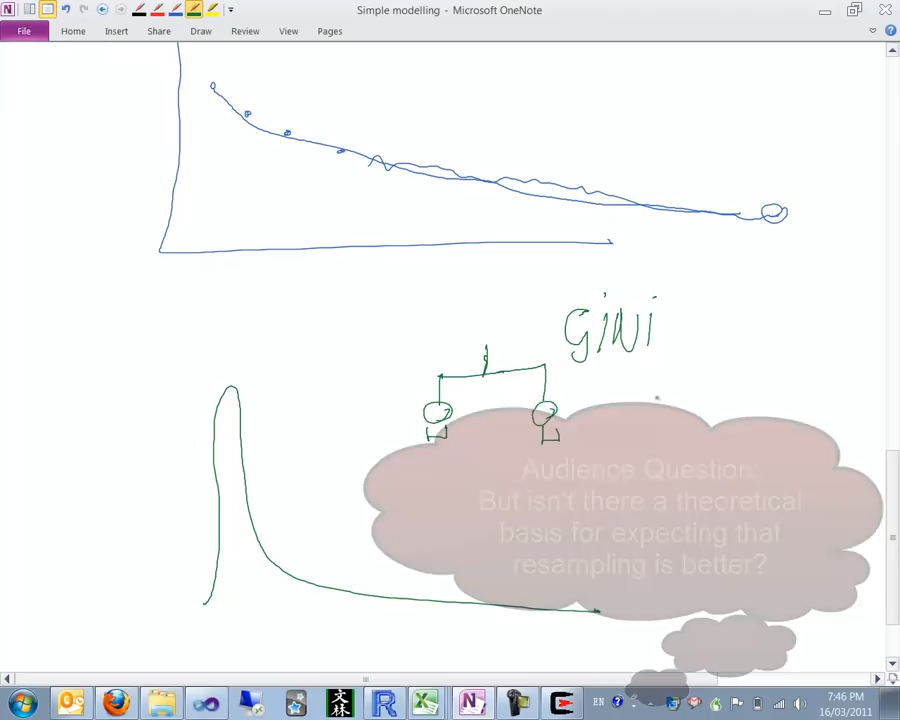 Simple modelling - Microsoft OneNote
File Home Insert Share Draw Review View Pages
GINI
Audience Question:
But isn't there a theoretical
basis for expecting that
resampling is better?
EN
7:46 PM
16/03/2011